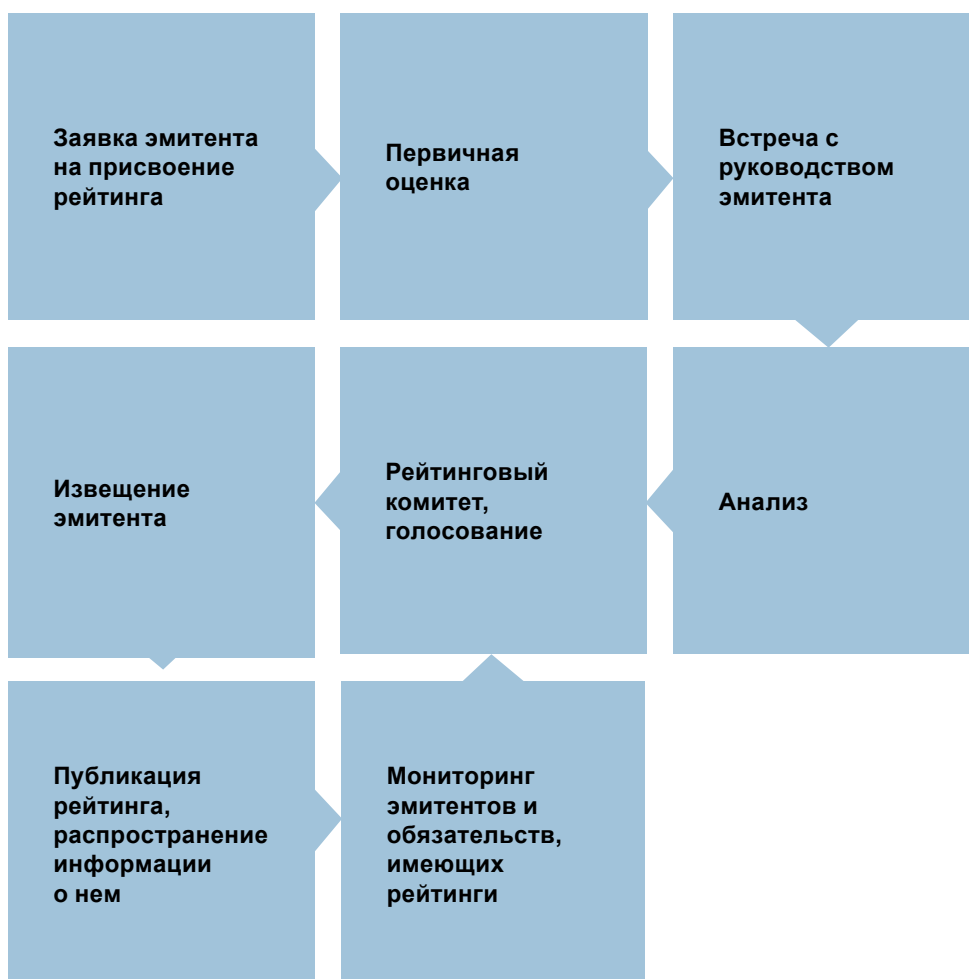 Заявка эмитента
на присвоение
рейтинга
Первичная
оценка
Встреча с
руководством
эмитента
Анализ
Рейтинговый
комитет,
голосование
Извещение
эмитента
Публикация
рейтинга,
распространение
информации
о нем
Мониторинг
эмитентов и
обязательств,
имеющих
рейтинги